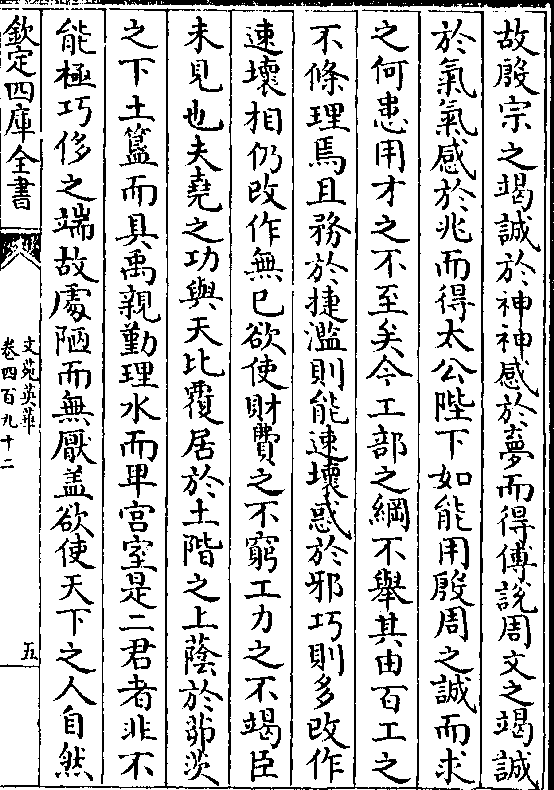 故殷宗之竭誠於神神感於夢而得傅說周文之竭誠
於氣氣感於兆而得太公陛下如能用殷周之誠而求
之何患用才之不至矣今工部之綱不舉其由百工之
不條理焉且務於捷濫則能速壞惑於邪巧則多改作
速壞相仍改作無已欲使財費之不窮工力之不竭臣
未見也夫堯之功與天比覆居於土階之上蔭於茆茨
之下土簋而具禹親勤理水而卑宫室是二君者非不
能極巧侈之端故處陋而無厭盖欲使天下之人自然
欽定四庫全書
文苑英華
卷四百九十二
五